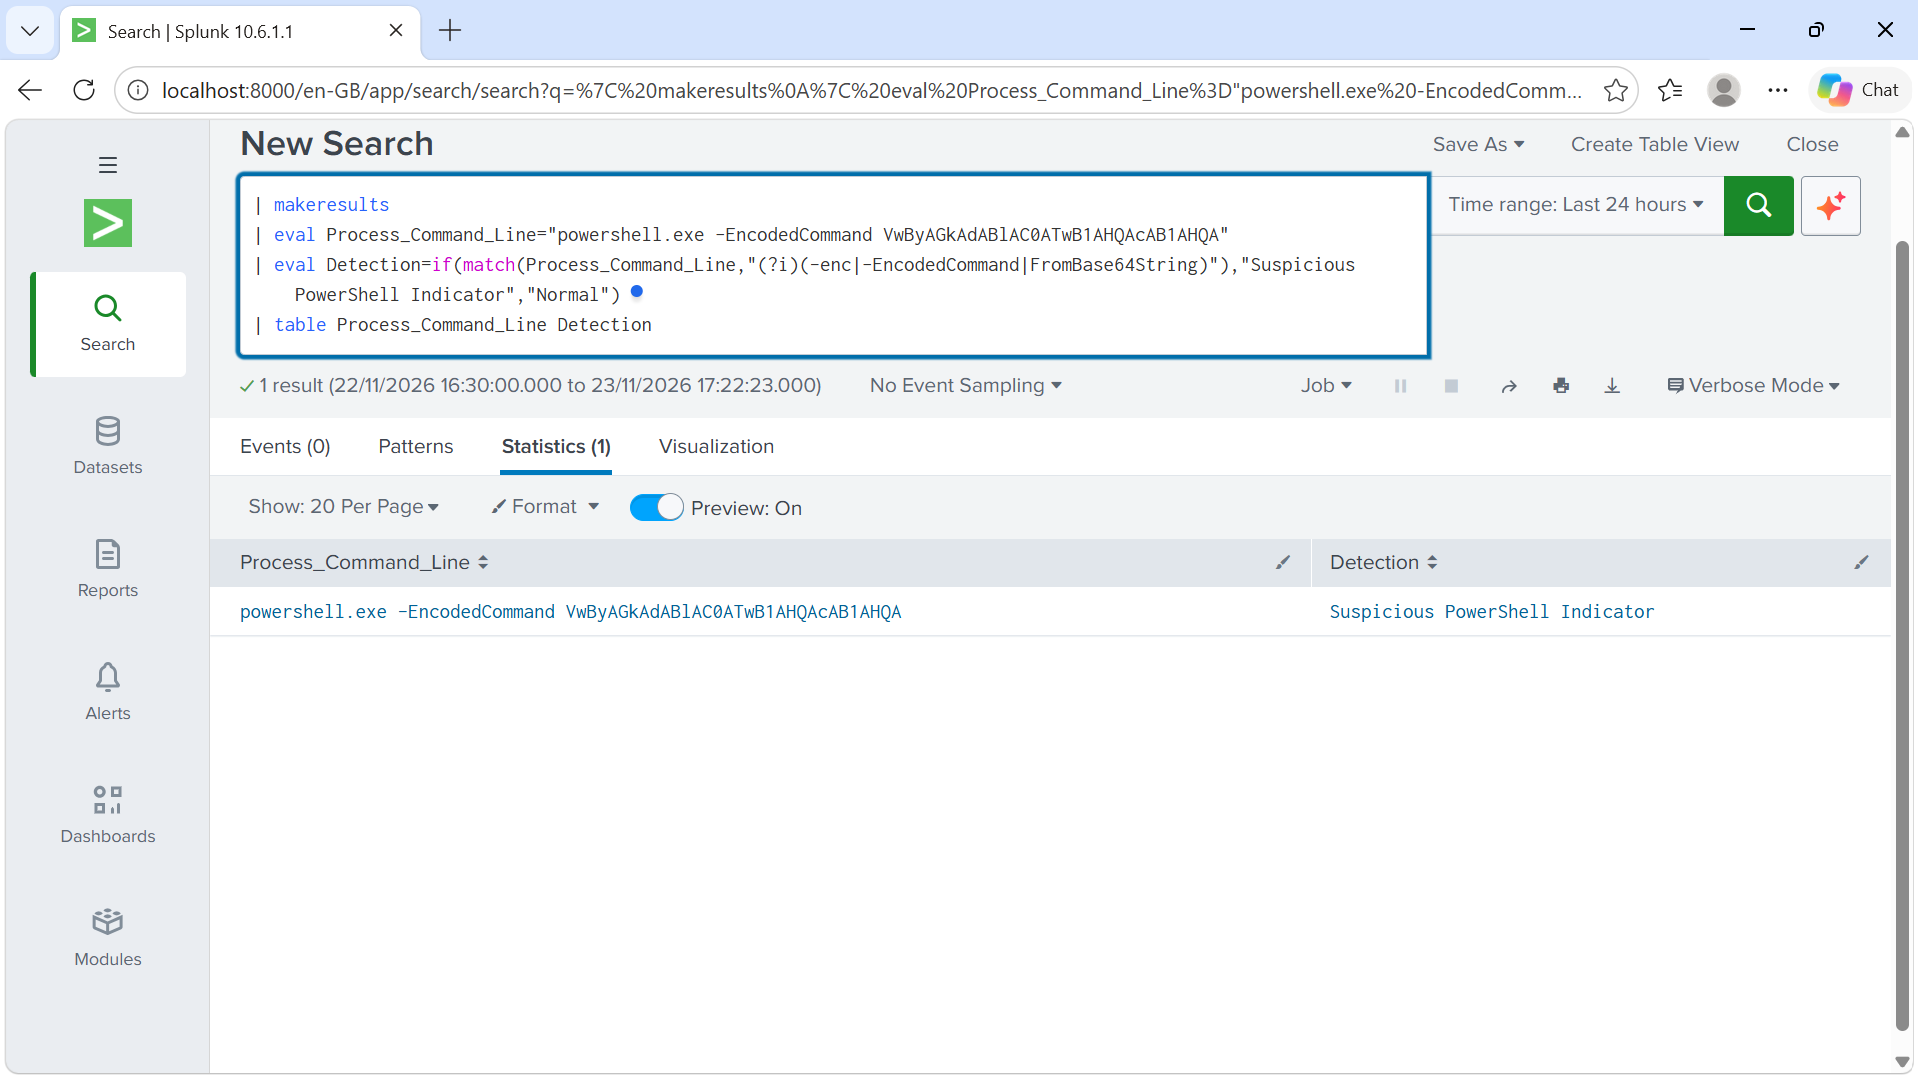 Search | Splunk 10.6.1.1
localhost:8000/en-GB/app/search/search?q=%7C%20makeresults%0A%7C%20eval%20Process_Command_Line%3D"powershell.exe%20-EncodedComm...
Chat
New Search
Save As
Create Table View
Close
| makeresults
| eval Process_Command_Line="powershell.exe -EncodedCommand VwByAGkAdABlAC0ATwB1AHQAcAB1AHQA"
| eval Detection=if(match(Process_Command_Line,"(?i)(-enc|-EncodedCommand|FromBase64String)"),"Suspicious
PowerShell Indicator","Normal")
| table Process_Command_Line Detection
Time range: Last 24 hours
1 result (22/11/2026 16:30:00.000 to 23/11/2026 17:22:23.000)
No Event Sampling
Job
Verbose Mode
Search
Datasets
Reports
Alerts
Dashboards
Modules
Events (0)
Patterns
Statistics (1)
Visualization
Show: 20 Per Page
Format
Preview: On
Process_Command_Line
Detection
powershell.exe -EncodedCommand VwByAGkAdABlAC0ATwB1AHQAcAB1AHQA
Suspicious PowerShell Indicator